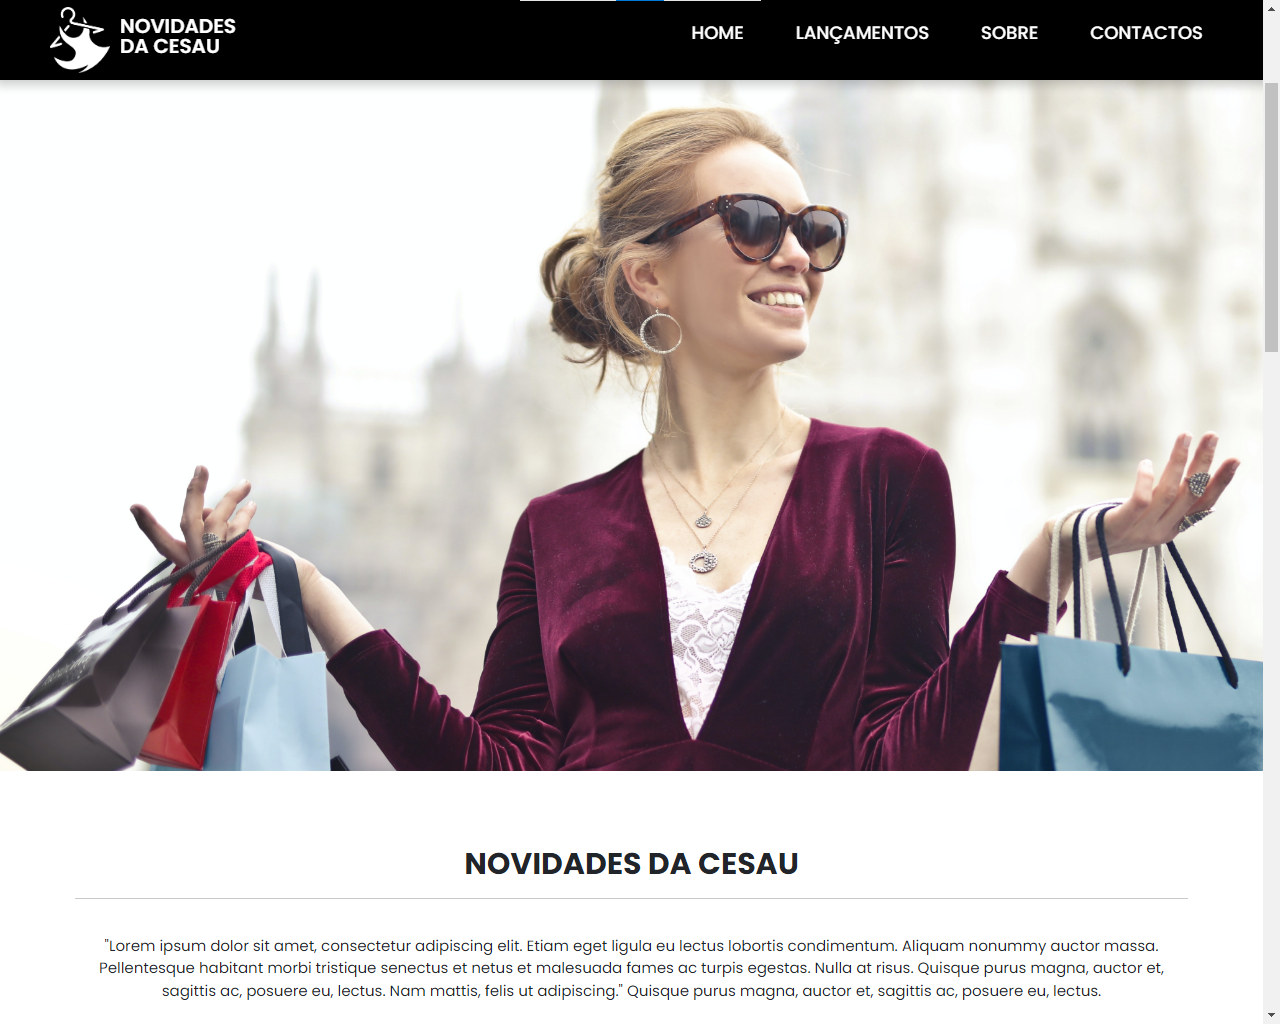 NOVIDADES
DA CESAU
HOME LANÇAMENTOS SOBRE CONTACTOS
NOVIDADES DA CESAU
"Lorem ipsum dolor sit amet, consectetur adipiscing elit. Etiam eget ligula eu lectus lobortis condimentum. Aliquam nonummy auctor massa.
Pellentesque habitant morbi tristique senectus et netus et malesuada fames ac turpis egestas. Nulla at risus. Quisque purus magna, auctor et,
sagittis ac, posuere eu, lectus. Nam mattis, felis ut adipiscing." Quisque purus magna, auctor et, sagittis ac, posuere eu, lectus.